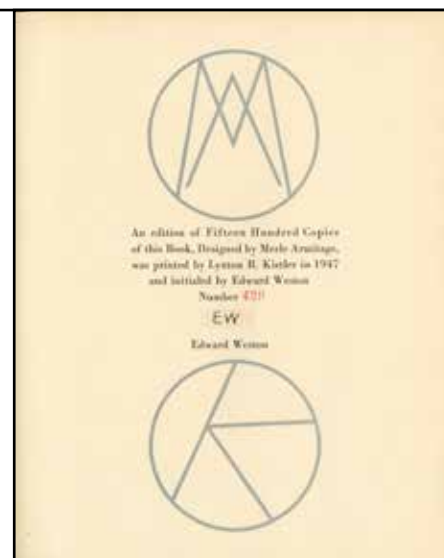 An edition of Fifteen Hundred Copies
of this Book, Designed by Merle Armitage,
was printed by Lynton R. Kistler in 1947
and initialed by Edward Weston
Number
EW
Edward Weston